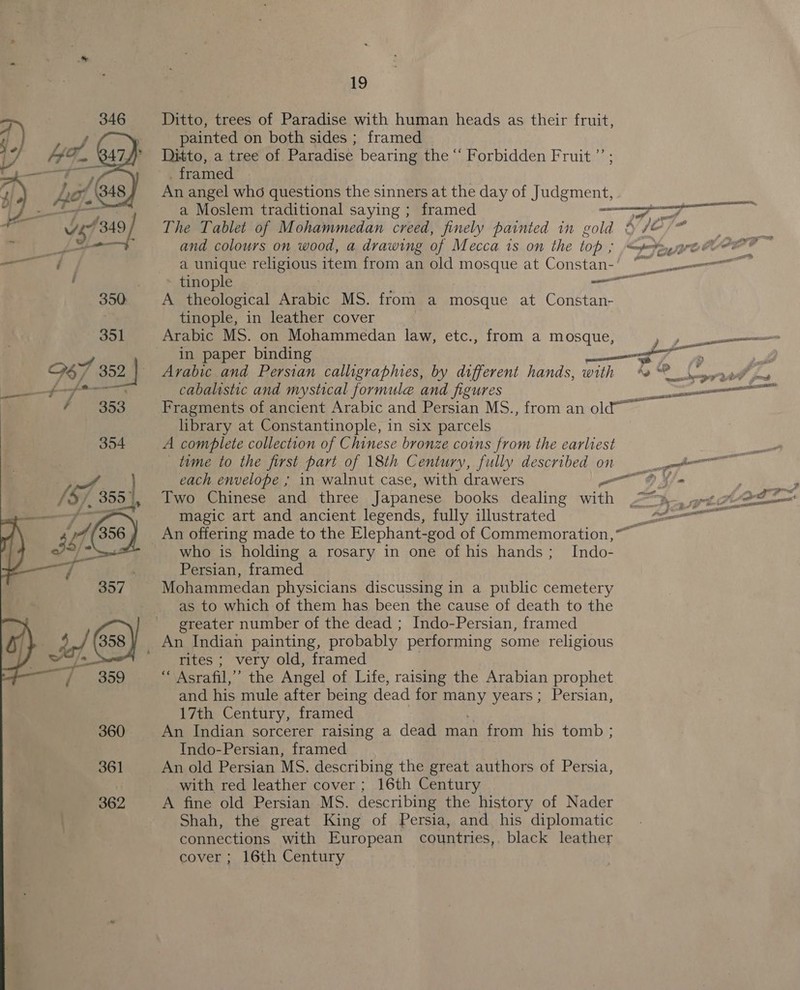 19
346 Ditto, trees of Paradise with human heads as their fruit,
painted on both sides ; framed
347 Ditto, a tree of Paradise bearing the “ Forbidden Fruit ” ;
framed
348 An angel who questions the sinners at the day of Judgment,
a Moslem traditional saying ; framed
349 The Tablet of Mohammedan creed, finely painted in gold
and colours on wood, a drawing of Mecca is on the top ;
a unique religious item from an old mosque at Constan-
tinople
350 A theological Arabic MS. from a mosque at Constan-
tinople, in leather cover
351 Arabic MS. on Mohammedan law, etc., from a mosque,
in paper binding
352 Arabic and Persian calligraphies, by different hands, with
cabalistic and mystical formulæ and figures
353 Fragments of ancient Arabic and Persian MS., from an old
library at Constantinople, in six parcels
354 A complete collection of Chinese bronze coins from the earliest
time to the first part of 18th Century, fully described on
each envelope ; in walnut case, with drawers
355 Two Chinese and three Japanese books dealing with
magic art and ancient legends, fully illustrated
356 An offering made to the Elephant-god of Commemoration,
who is holding a rosary in one of his hands ; Indo-
Persian, framed
357 Mohammedan physicians discussing in a public cemetery
as to which of them has been the cause of death to the
greater number of the dead ; Indo-Persian, framed
358 An Indian painting, probably performing some religious
rites ; very old, framed
359 “ Asrafil,” the Angel of Life, raising the Arabian prophet
and his mule after being dead for many years ; Persian,
17th Century, framed
360 An Indian sorcerer raising a dead man from his tomb ;
Indo-Persian, framed
361 An old Persian MS. describing the great authors of Persia,
with red leather cover ; 16th Century
362 A fine old Persian MS. describing the history of Nader
Shah, the great King of Persia, and his diplomatic
connections with European countries, black leather
cover ; 16th Century